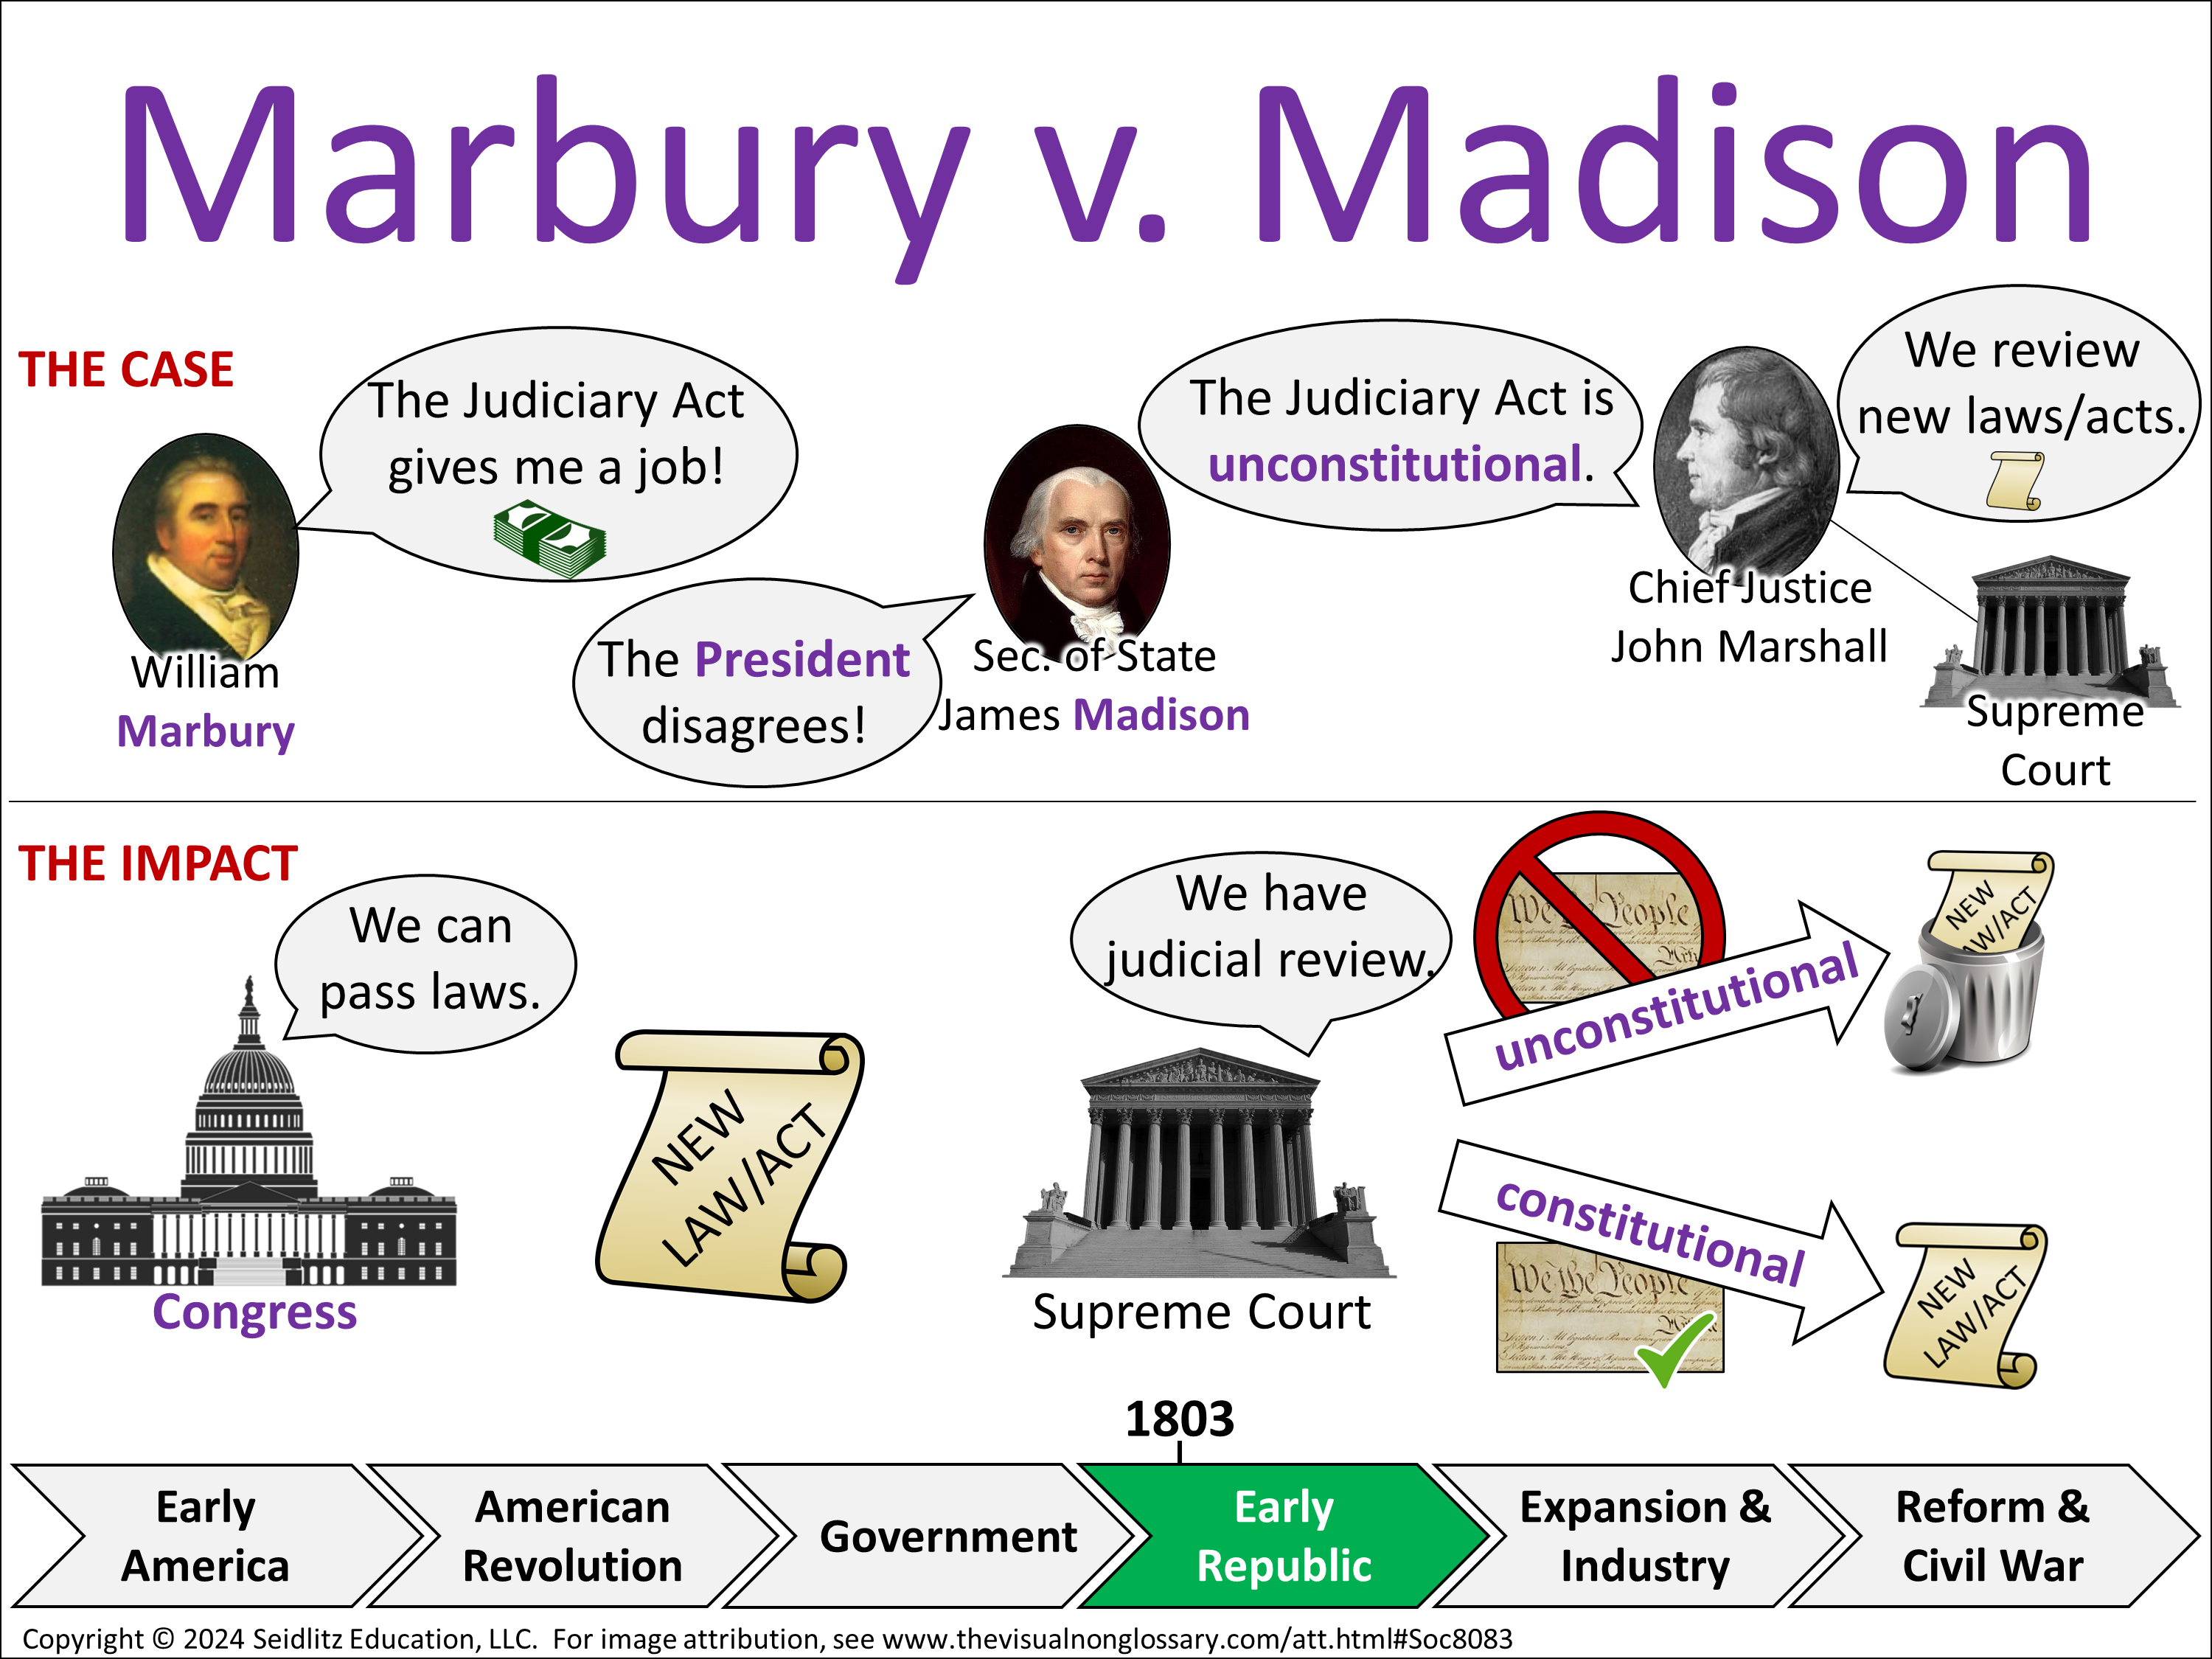 Marbury v. Madison
THE CASE
The Judiciary Act
gives me a job!
William
Marbury
The President
disagrees!
Sec. of State
James Madison
The Judiciary Act is
unconstitutional.
We review
new laws/acts.
Chief Justice
John Marshall
Supreme
Court
THE IMPACT
We can
pass laws.
Congress
NEW
LAW/ACT
We have
judicial review.
Supreme Court
We People
unconstitutional
NEW
AW/ACT
constitutional
We the People
NEW
LAW/ACT
1803
Early
America
American
Revolution
Government
Early
Republic
Expansion &
Industry
Reform &
Civil War
Copyright © 2024 Seidlitz Education, LLC.  For image attribution, see www.thevisualnonglossary.com/att.html#Soc8083